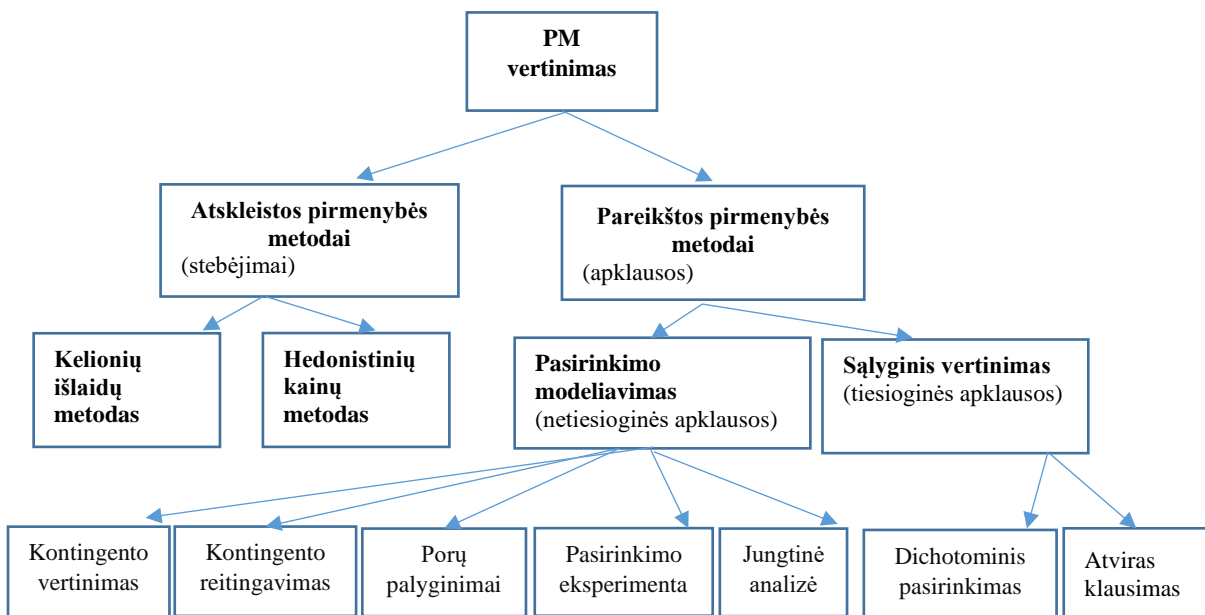 PM
vertinimas
Atskleistos pirmenybės
metodai
(stebėjimai)
Pareikštos pirmenybės
metodai
(apklausos)
Kelionių
išlaidų
metodas
Hedonistinių
kainų
metodas
Pasirinkimo
modeliavimas
(netiesioginės apklausos)
Sąlyginis vertinimas
(tiesioginės apklausos)
Kontingento
vertinimas
Kontingento
reitingavimas
Porų
palyginimai
Pasirinkimo
eksperimenta
Jungtinė
analizė
Dichotominis
pasirinkimas
Atviras
klausimas